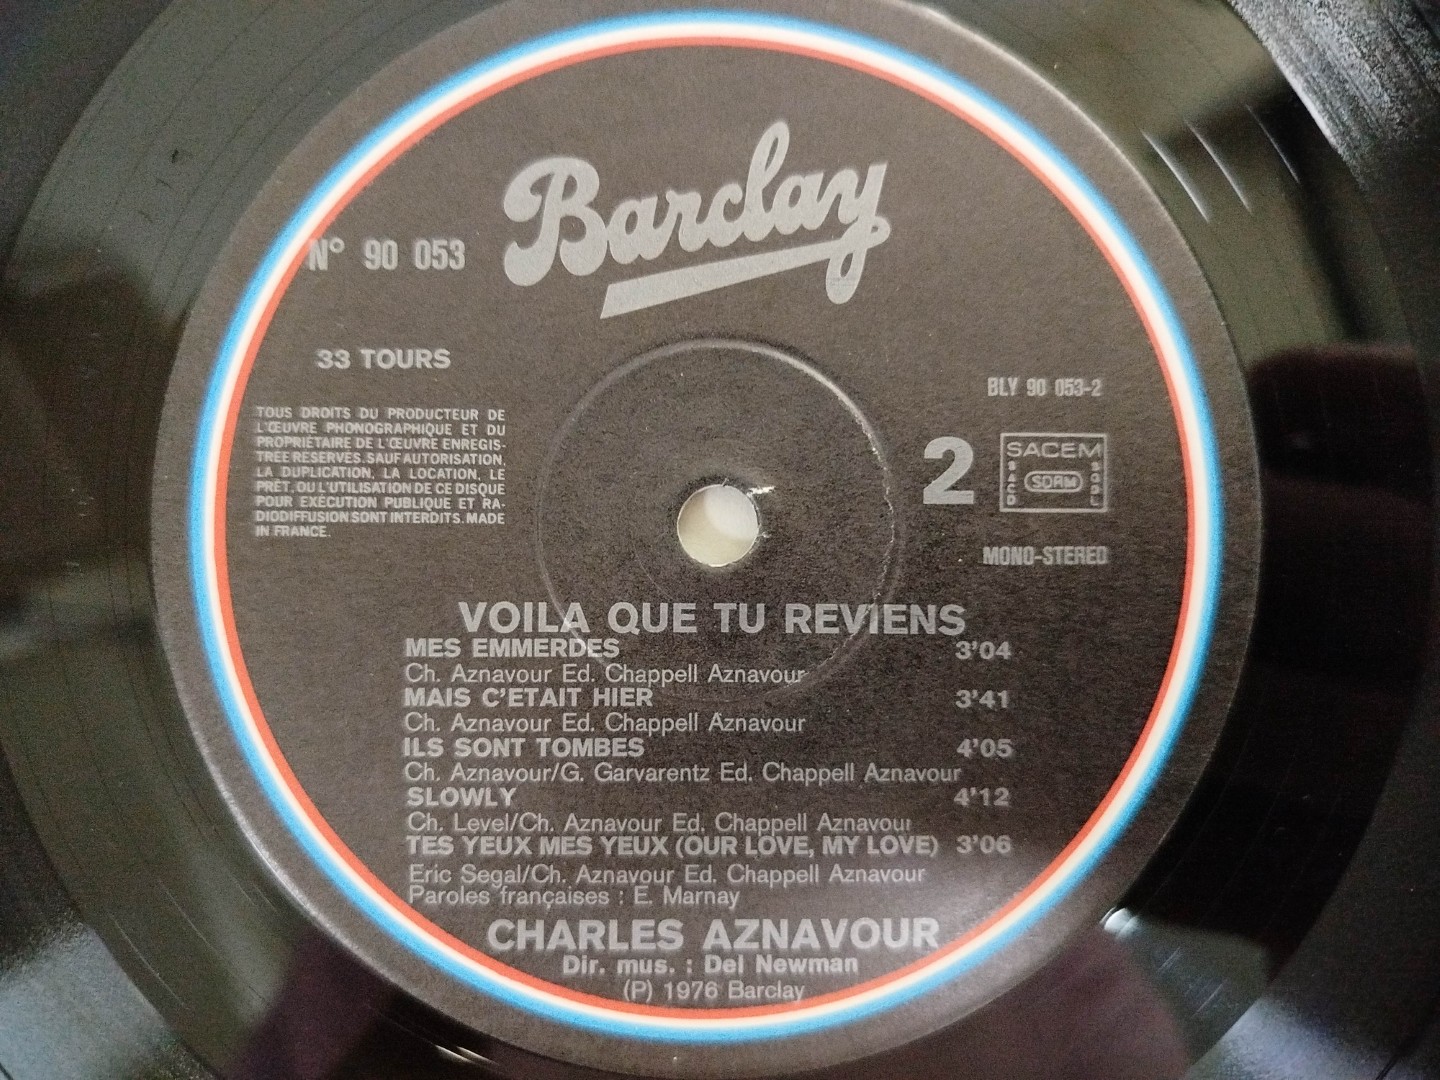 Barclay
N° 90 053
33 TOURS
BLY 90 053-2
TOUS DROITS DU PRODUCTEUR DE
L'ŒUVRE PHONOGRAPHIQUE ET DU
PROPRIÉTAIRE DE L'ŒUVRE ENREGIS-
TRÉE RESERVES. SAUF AUTORISATION,
LA DUPLICATION, LA LOCATION, LE
PRÊT, OU L'UTILISATION DE CE DISQUE
POUR EXÉCUTION PUBLIQUE ET RA-
DIODIFFUSION SONT INTERDITS. MADE
IN FRANCE.
2
SACEM
SACD SDRM SGDL
MONO-STEREO
VOILA QUE TU REVIENS
MES EMMERDES 3'04
Ch. Aznavour Ed. Chappell Aznavour
MAIS C'ETAIT HIER 3'41
Ch. Aznavour Ed. Chappell Aznavour
ILS SONT TOMBES 4'05
Ch. Aznavour/G. Garvarentz Ed. Chappell Aznavour
SLOWLY 4'12
Ch. Level/Ch. Aznavour Ed. Chappell Aznavour
TES YEUX MES YEUX (OUR LOVE, MY LOVE) 3'06
Eric Segal/Ch. Aznavour Ed. Chappell Aznavour
Paroles françaises : E. Marnay
CHARLES AZNAVOUR
Dir. mus. : Del Newman
(P) 1976 Barclay